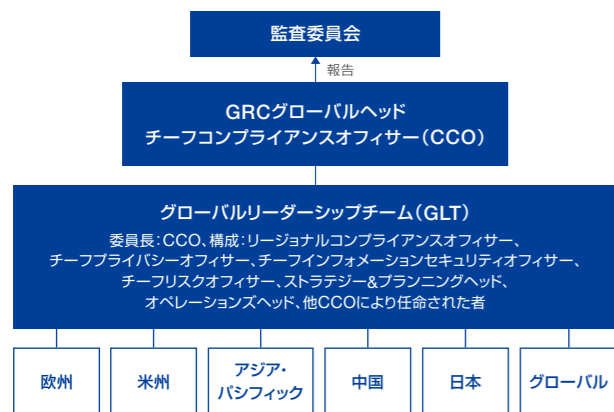 監査委員会
報告
GRCグローバルヘッド
チーフコンプライアンスオフィサー（CCO）
グローバルリーダーシップチーム（GLT）
委員長：CCO、構成：リージョナルコンプライアンスオフィサー、
チーフプライバシーオフィサー、チーフインフォメーションセキュリティオフィサー、
チーフリスクオフィサー、ストラテジー&プランニングヘッド、
オペレーションズヘッド、他CCOにより任命された者
欧州
米州
アジア・
パシフィック
中国
日本
グローバル